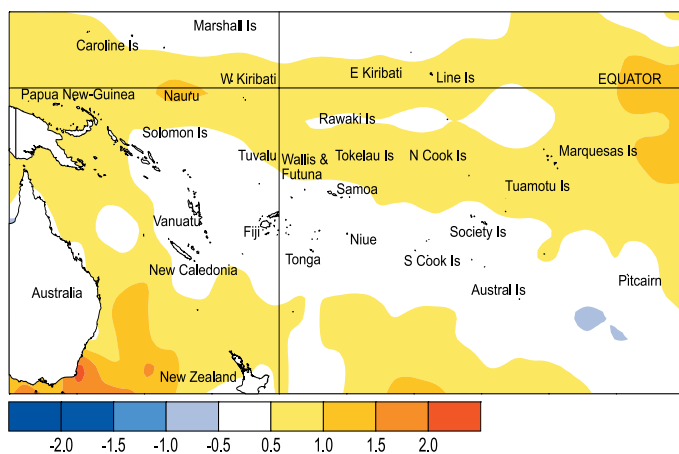 Marshall Is
Caroline Is
W Kiribati
E Kiribati
Line Is
EQUATOR
Papua New-Guinea
Nauru
Rawaki Is
Solomon Is
Tuvalu
Wallis &
Futuna
Tokelau Is
N Cook Is
Marquesas Is
Samoa
Tuamotu Is
Vanuatu
Fiji
Niue
Society Is
Tonga
S Cook Is
New Caledonia
Pitcairn
Australia
Austral Is
New Zealand
-2.0 -1.5 -1.0 -0.5 0.5 1.0 1.5 2.0